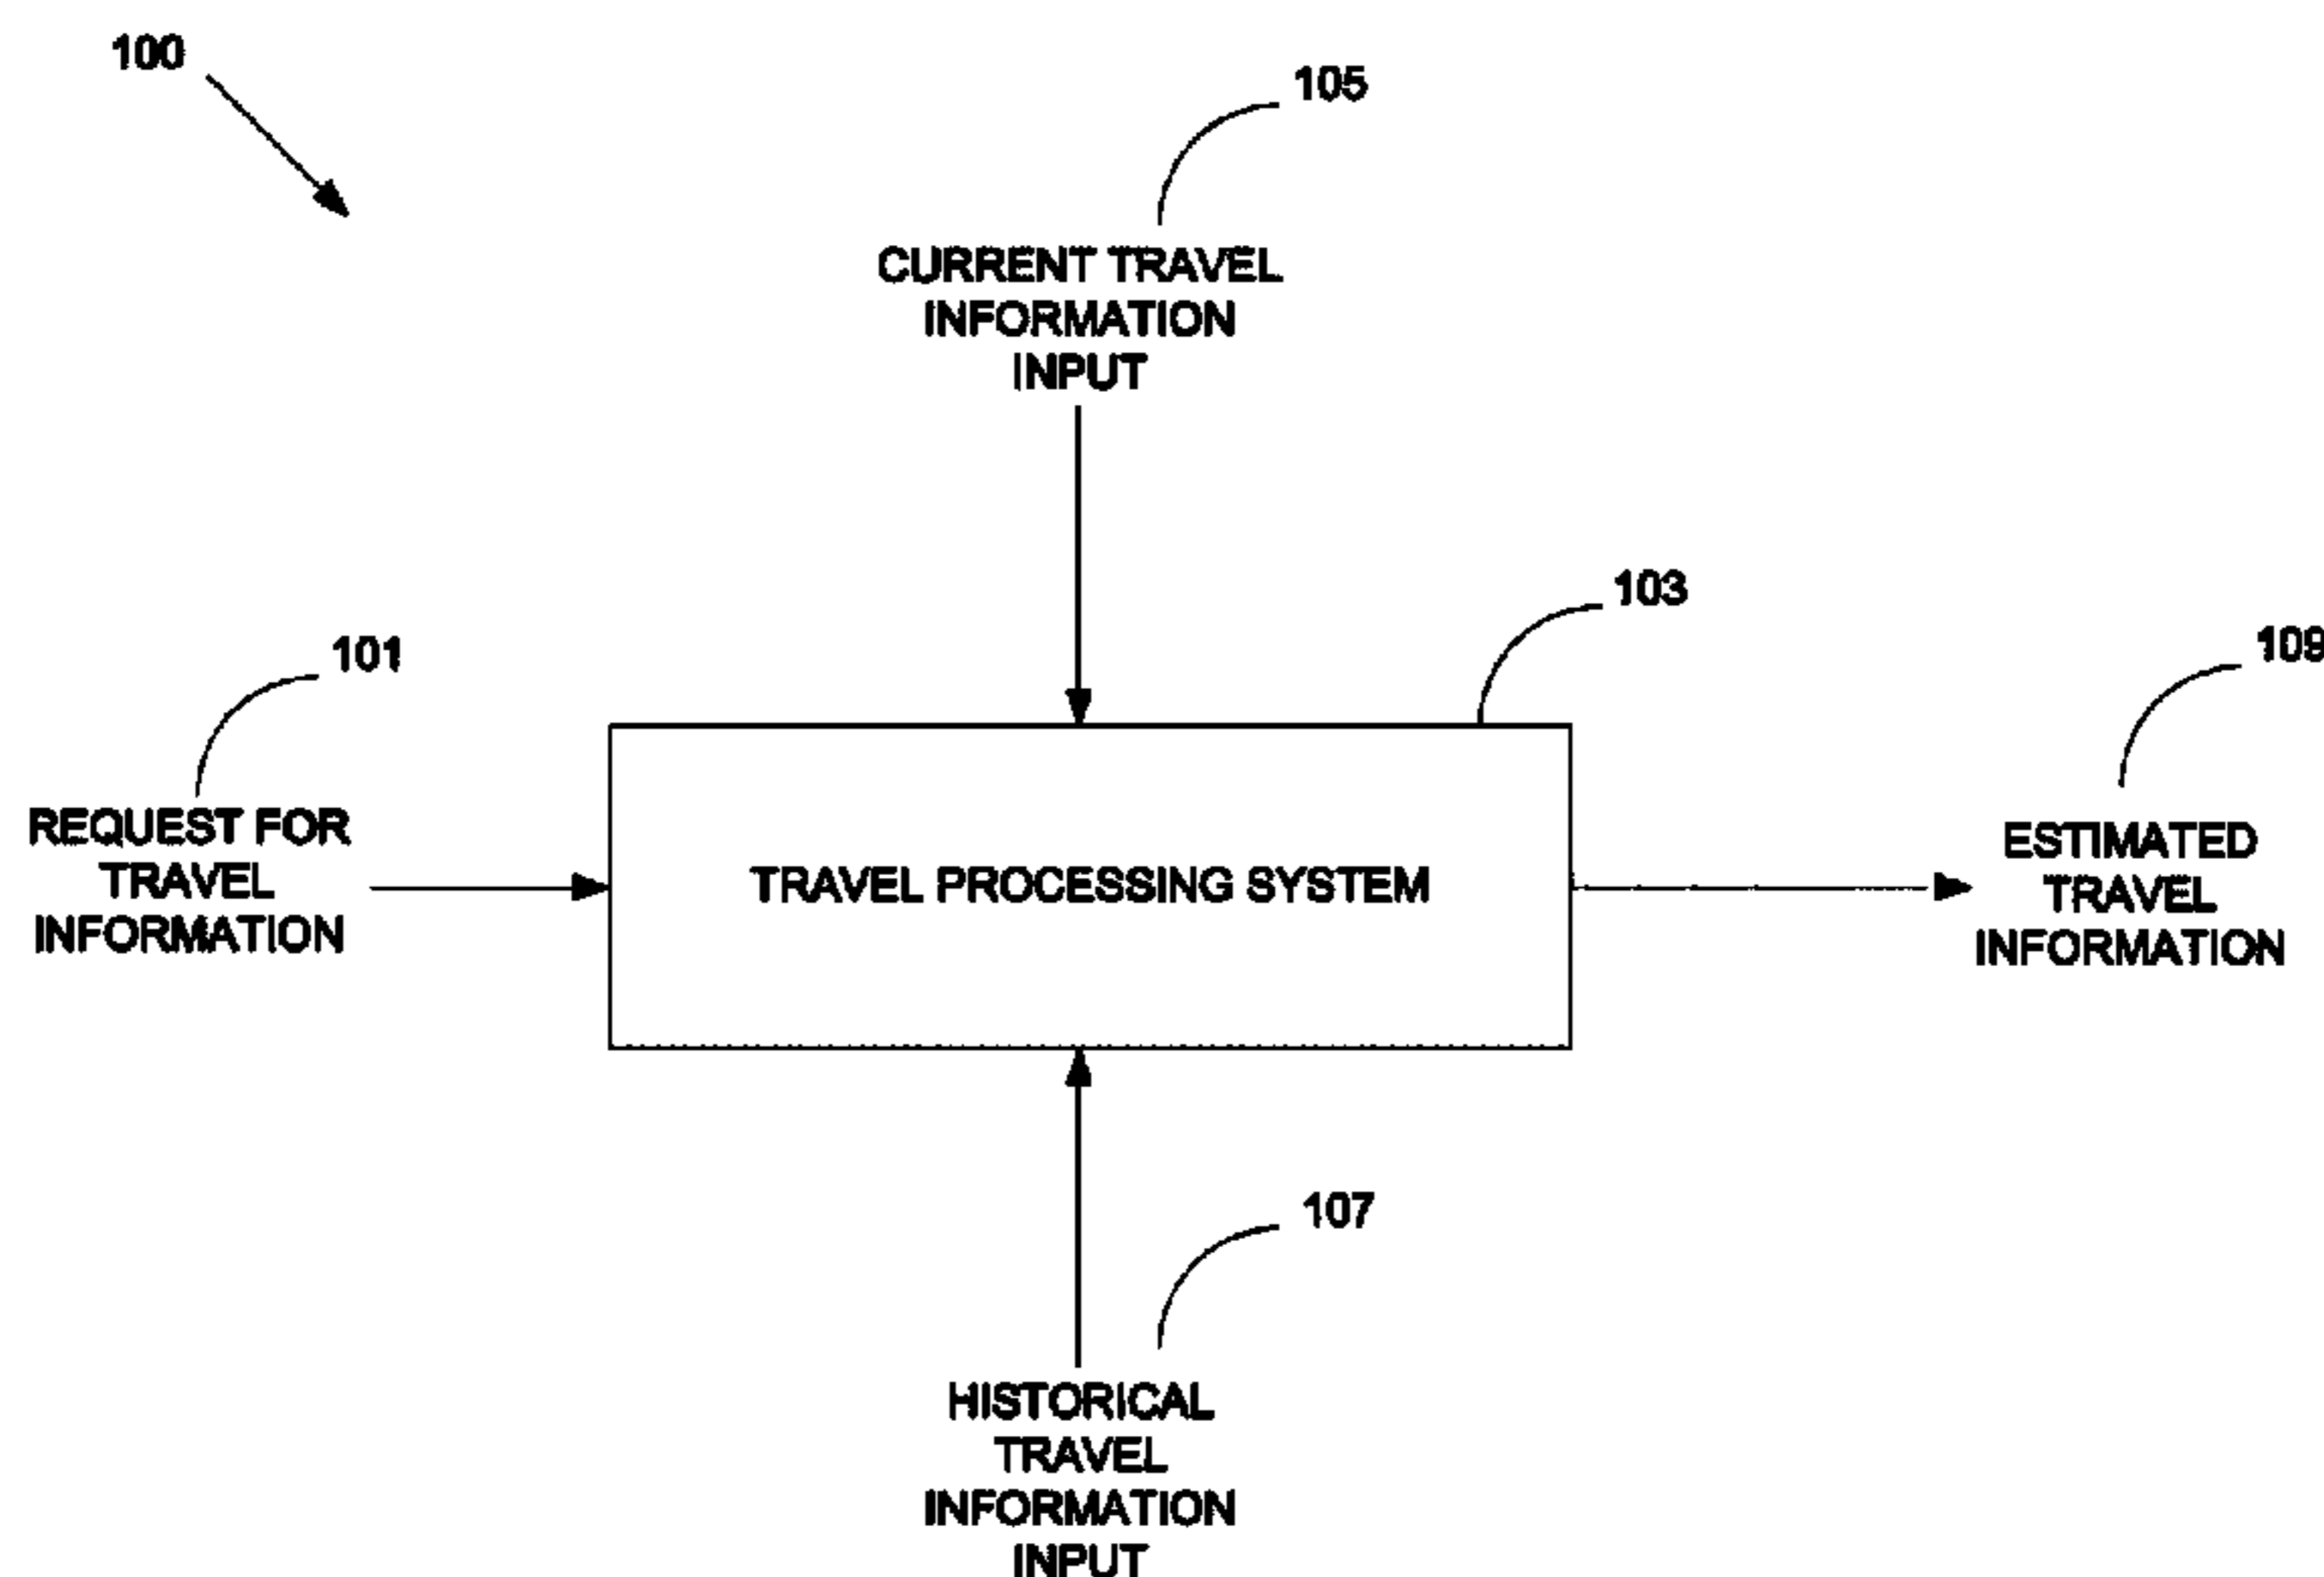 100
105
CURRENT TRAVEL
INFORMATION
INPUT
103
101
109
REQUEST FOR
TRAVEL
INFORMATION
TRAVEL PROCESSING SYSTEM
ESTIMATED
TRAVEL
INFORMATION
107
HISTORICAL
TRAVEL
INFORMATION
INPUT